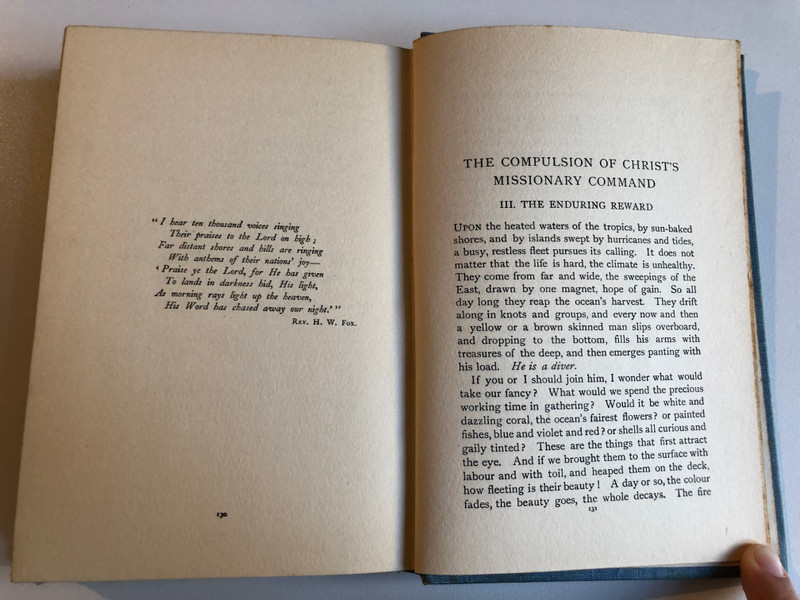 “ I hear ten thousand voices singing
Their praises to the Lord on high ;
Far distant shores and hills are ringing
With anthems of their nations’ joy—
‘ Praise ye the Lord, for He has given
To lands in darkness hid, His light,
As morning rays light up the heaven,
His Word has chased away our night.’ ”
Rev. H. W. Fox.
130
THE COMPULSION OF CHRIST’S
MISSIONARY COMMAND
III. THE ENDURING REWARD
Upon the heated waters of the tropics, by sun-baked
shores, and by islands swept by hurricanes and tides,
a busy, restless fleet pursues its calling. It does not
matter that the life is hard, the climate is unhealthy.
They come from far and wide, the sweepings of the
East, drawn by one magnet, hope of gain. So all
day long they reap the ocean’s harvest. They drift
along in knots and groups, and every now and then
a yellow or a brown skinned man slips overboard,
and dropping to the bottom, fills his arms with
treasures of the deep, and then emerges panting with
his load. He is a diver.
If you or I should join him, I wonder what would
take our fancy? What would we spend the precious
working time in gathering? Would it be white and
dazzling coral, the ocean’s fairest flowers? or painted
fishes, blue and violet and red? or shells all curious and
gaily tinted? These are the things that first attract
the eye. And if we brought them to the surface with
labour and with toil, and heaped them on the deck,
how fleeting is their beauty! A day or so, the colour
fades, the beauty goes, the whole decays. The fire
131